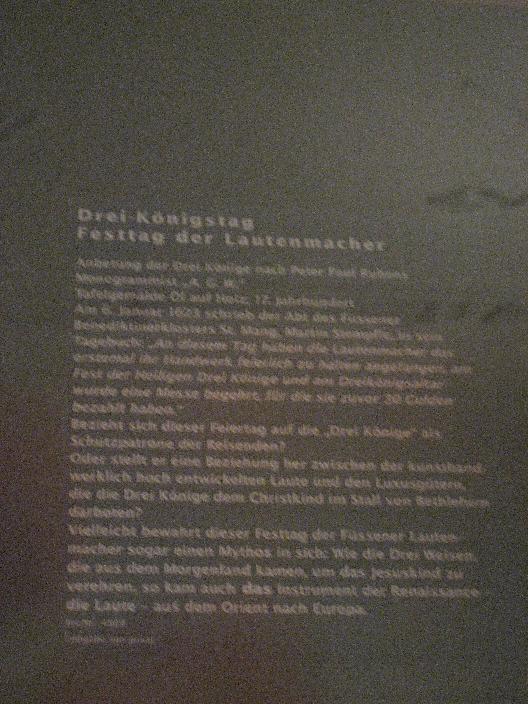 Drei-Königstag
Festtag der Lautenmacher
Anbetung der Drei Könige nach Peter Paul Rubens
Monogrammist „A. G. W."
Tafelgemälde Öl auf Holz, 17. Jahrhundert
Am 6. Januar 1623 schrieb der Abt des Füssener
Benediktinerklosters St. Mang, Martin in sein
Tagebuch: „An diesem Tag haben die Lautenmacher das
erstemal ihr Handwerk feierlich zu halten angefangen am
Fest der Heiligen Drei Könige und am Dreikönigsaltar
wurde eine Messe begehrt, für die sie zuvor 20 Gulden
bezahlt haben."
Bezieht sich dieser Feiertag auf die „Drei Könige" als
Schutzpatrone der Reisenden?
Oder stellt er eine Beziehung her zwischen der kunsthand-
werklich hoch entwickelten Laute und den Luxusgütern,
die die Drei Könige dem Christkind im Stall von Bethlehem
darboten?
Vielleicht bewahrt dieser Festtag der Füssener Lauten-
macher sogar einen Mythos in sich: Wie die Drei Weisen,
die aus dem Morgenland kamen, um das Jesuskind zu
verehren, so kam auch das Instrument der Renaissance
die Laute – aus dem Orient nach Europa.